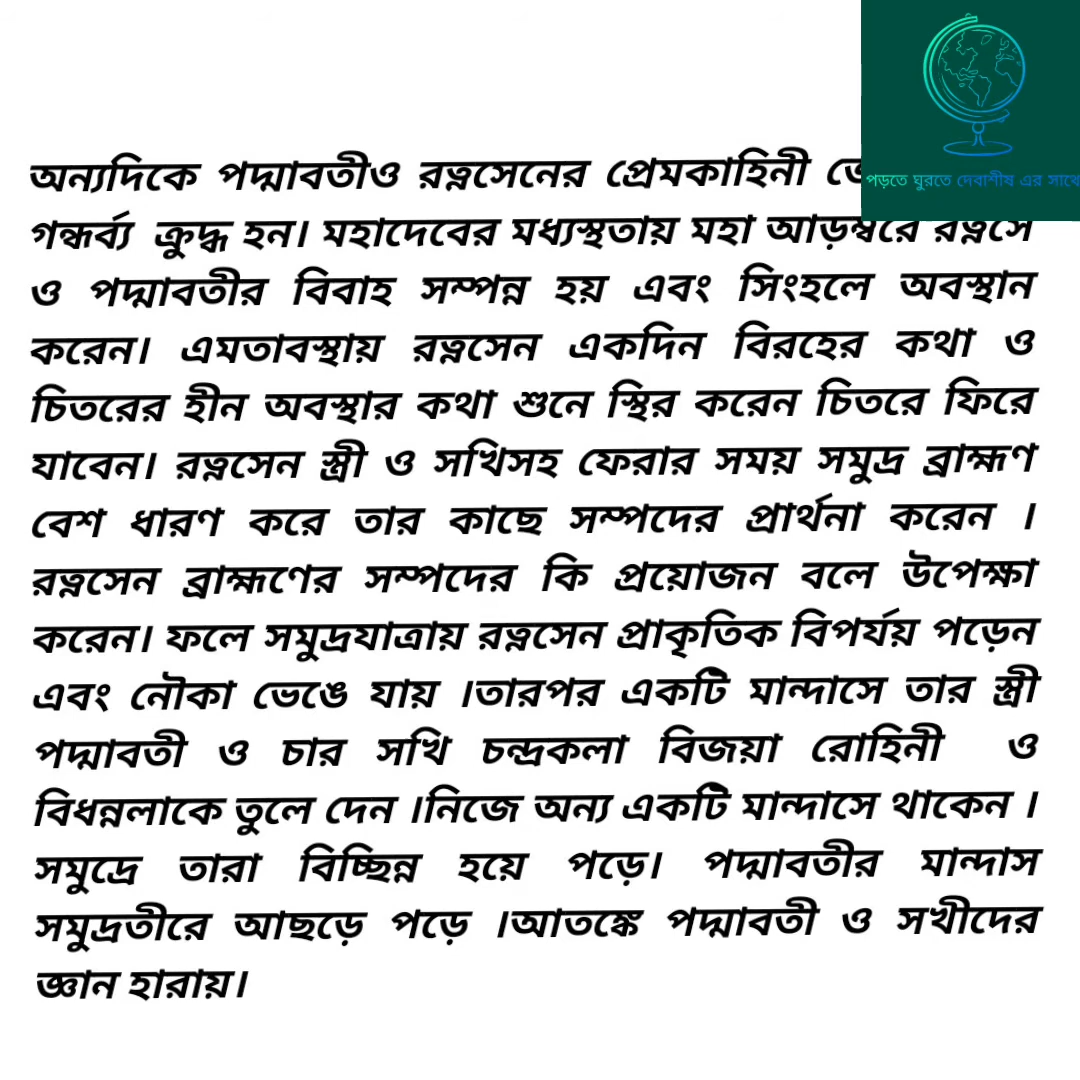 অন্যদিকে পদ্মাবতীও রত্নসেনের প্রেমকাহিনী
পড়তে ঘুরতে দেবাশীষ এর সাথে
গন্ধর্ব্য ক্রুদ্ধ হন। মহাদেবের মধ্যস্থতায় মহা আড়ম্বরে রত্নসে
ও পদ্মাবতীর বিবাহ সম্পন্ন হয় এবং সিংহলে অবস্থান
করেন। এমতাবস্থায় রত্নসেন একদিন বিরহের কথা ও
চিতরের হীন অবস্থার কথা শুনে স্থির করেন চিতরে ফিরে
যাবেন। রত্নসেন স্ত্রী ও সখিসহ ফেরার সময় সমুদ্র ব্রাহ্মণ
বেশ ধারণ করে তার কাছে সম্পদের প্রার্থনা করেন ।
রত্নসেন ব্রাহ্মণের সম্পদের কি প্রয়োজন বলে উপেক্ষা
করেন। ফলে সমুদ্রযাত্রায় রত্নসেন প্রাকৃতিক বিপর্যয় পড়েন
এবং নৌকা ভেঙে যায় ।তারপর একটি মান্দাসে তার স্ত্রী
পদ্মাবতী ও চার সখি চন্দ্রকলা বিজয়া রোহিনী ও
বিধন্নলাকে তুলে দেন ।নিজে অন্য একটি মান্দাসে থাকেন ।
সমুদ্রে তারা বিচ্ছিন্ন হয়ে পড়ে। পদ্মাবতীর মান্দাস
সমুদ্রতীরে আছড়ে পড়ে ।আতঙ্কে পদ্মাবতী ও সখীদের
জ্ঞান হারায়।